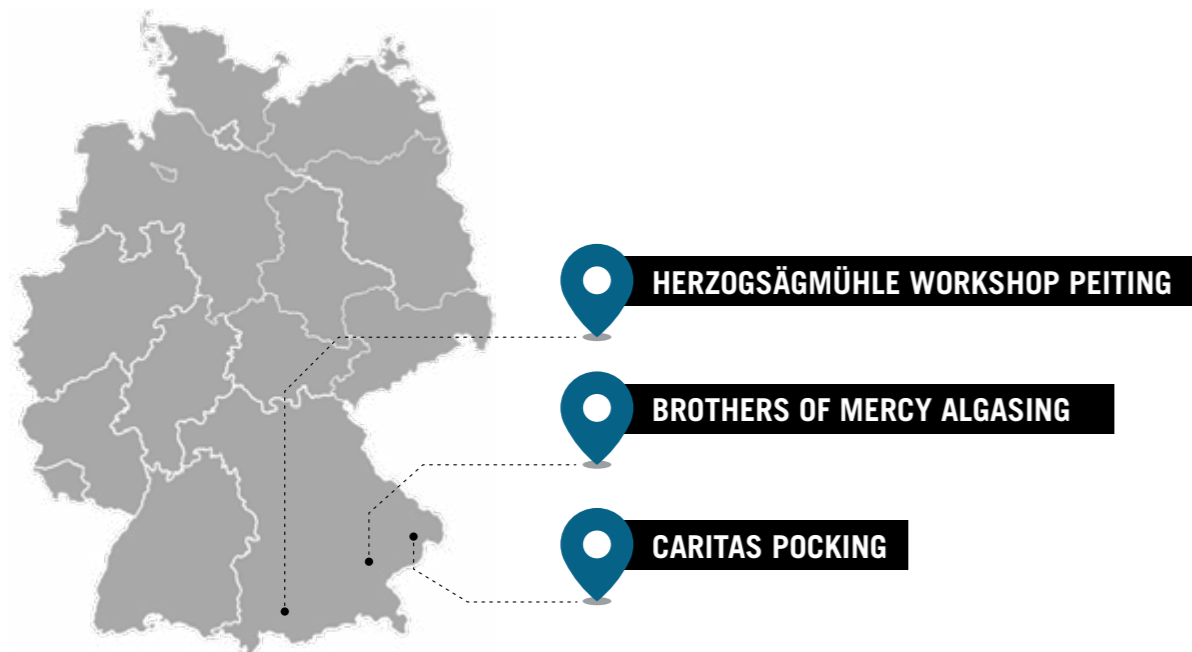 HERZOGSÄGMÜHLE WORKSHOP PEITING
BROTHERS OF MERCY ALGASING
CARITAS POCKING